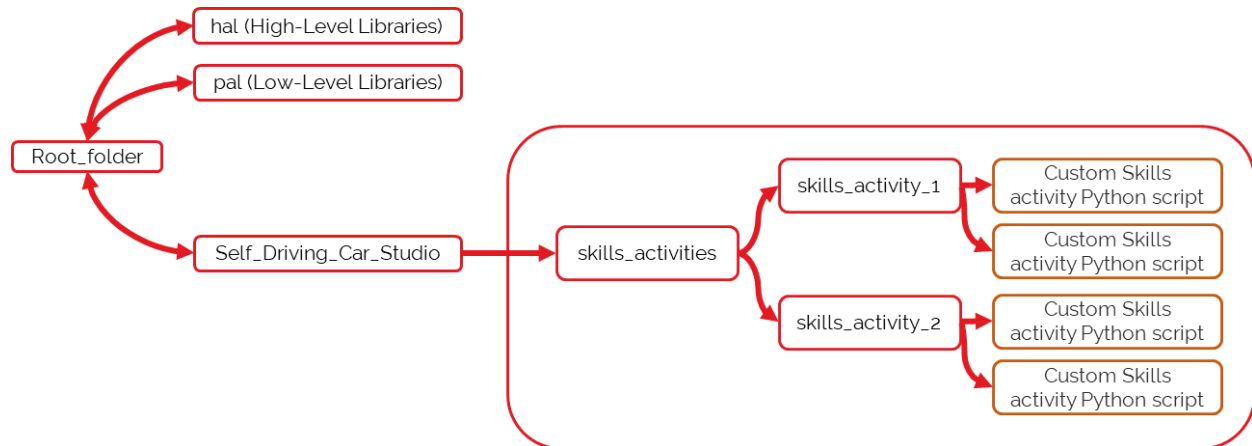 hal (High-Level Libraries)
pal (Low-Level Libraries)
Root_folder
Self_Driving_Car_Studio
skills_activities
skills_activity_1
Custom Skills
activity Python script
Custom Skills
activity Python script
skills_activity_2
Custom Skills
activity Python script
Custom Skills
activity Python script